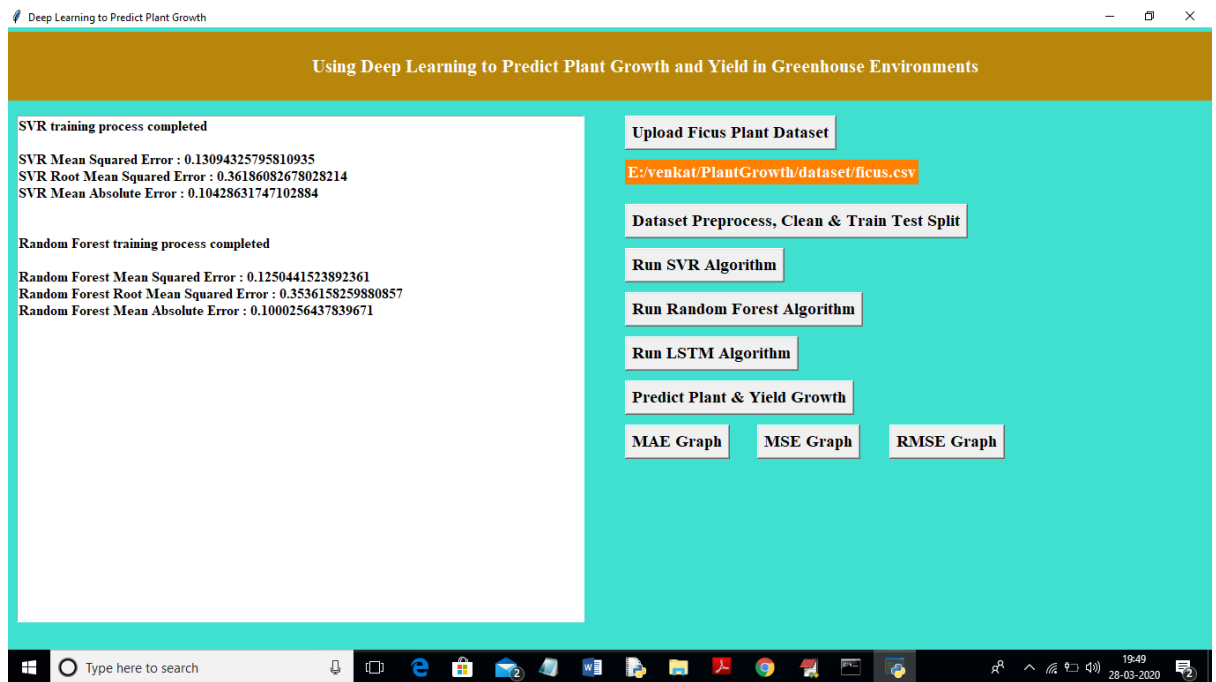 Deep Learning to Predict Plant Growth
Using Deep Learning to Predict Plant Growth and Yield in Greenhouse Environments
SVR training process completed
SVR Mean Squared Error : 0.13094325795810935
SVR Root Mean Squared Error : 0.36186082678028214
SVR Mean Absolute Error : 0.10428631747102884
Random Forest training process completed
Random Forest Mean Squared Error : 0.1250441523892361
Random Forest Root Mean Squared Error : 0.3536158259880857
Random Forest Mean Absolute Error : 0.1000256437839671
Upload Ficus Plant Dataset
E:/venkat/PlantGrowth/dataset/ficus.csv
Dataset Preprocess, Clean & Train Test Split
Run SVR Algorithm
Run Random Forest Algorithm
Run LSTM Algorithm
Predict Plant & Yield Growth
MAE Graph MSE Graph RMSE Graph
Type here to search
2
19:49
28-03-2020
2